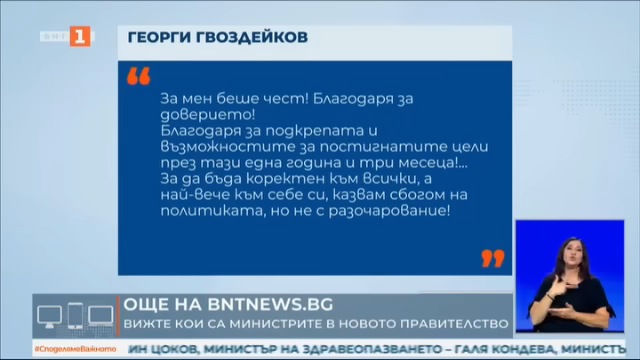 БНТ 1
ГЕОРГИ ГВОЗДЕЙКОВ
За мен беше чест! Благодаря за
доверието!
Благодаря за подкрепата и
възможностите за постигнатите цели
през тази една година и три месеца!...
За да бъда коректен към всички, а
най-вече към себе си, казвам сбогом на
политиката, но не с разочарование!
ОЩЕ НА BNTNEWS.BG
ВИЖТЕ КОИ СА МИНИСТРИТЕ В НОВОТО ПРАВИТЕЛСТВО
#СподелямеВажното
ИН ЦОКОВ, МИНИСТЪР НА ЗДРАВЕОПАЗВАНЕТО – ГАЛЯ КОНДЕВА, МИНИСТЪ